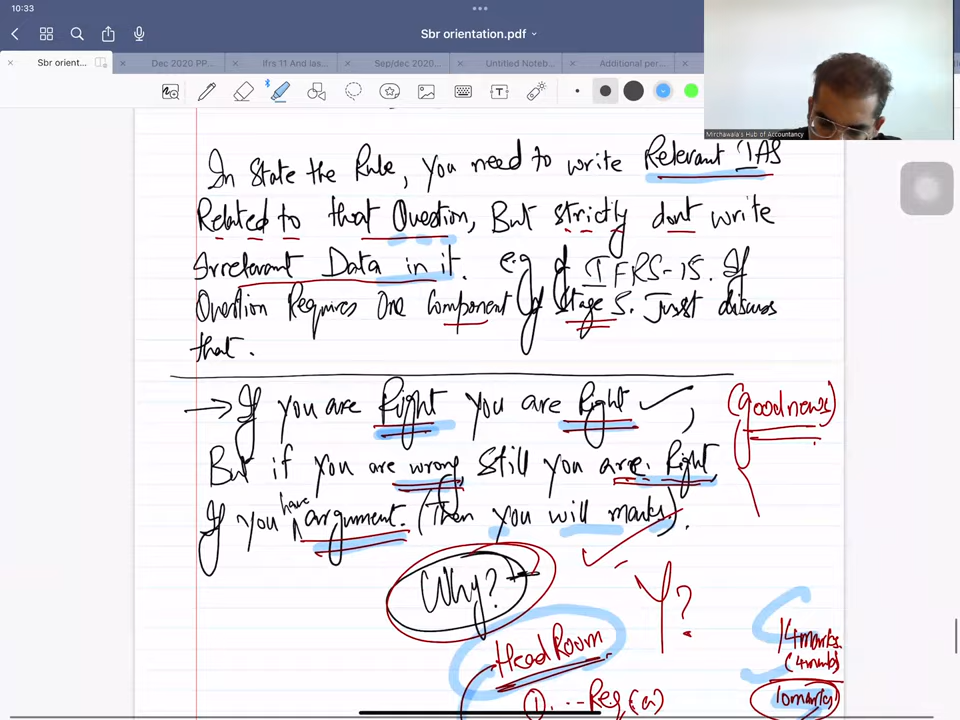 10:33
Sbr orientation.pdf
Sbr orient...
Dec 2020 PP...
Ifrs 11 And las...
Sep/dec 2020...
Untitled Noteb...
Additional per...
Mirchawala's Hub of Accountancy
In State the Rule, You need to write Relevant IAS
Related to that Question, But strictly dont write
Irrelevant Data in it. e.g of IFRS-15. If
Question Requires One Component of Stage 5. Just discuss
that.
→ If you are Right you are Right ✓,
(good news)
But if you are wrong still you are Right
If you have argument. (Then you will marks).
Why?
Y?
Head Room
14 marks
(4 marks)
① ... Req (a)
10 marks